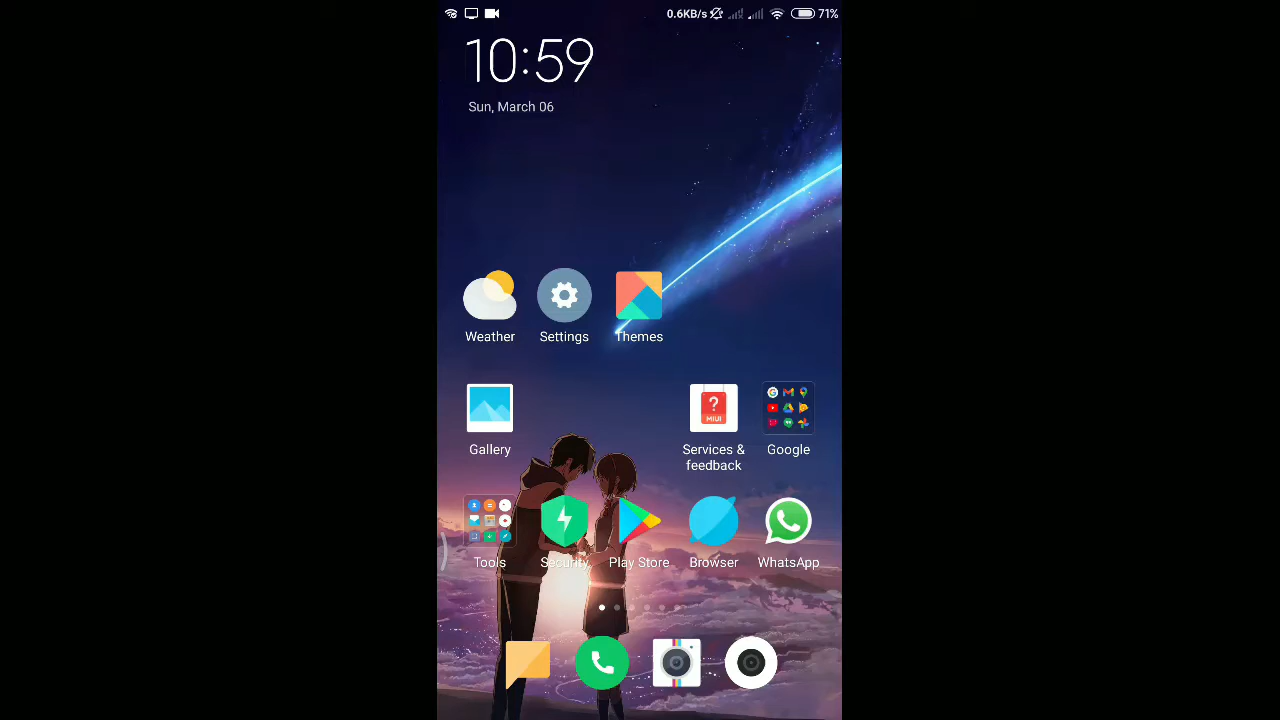 0.6KB/s 71%
10:59
Sun, March 06
Weather Settings Themes
? MIUI
Gallery Services & feedback Google
Tools Security Play Store Browser WhatsApp